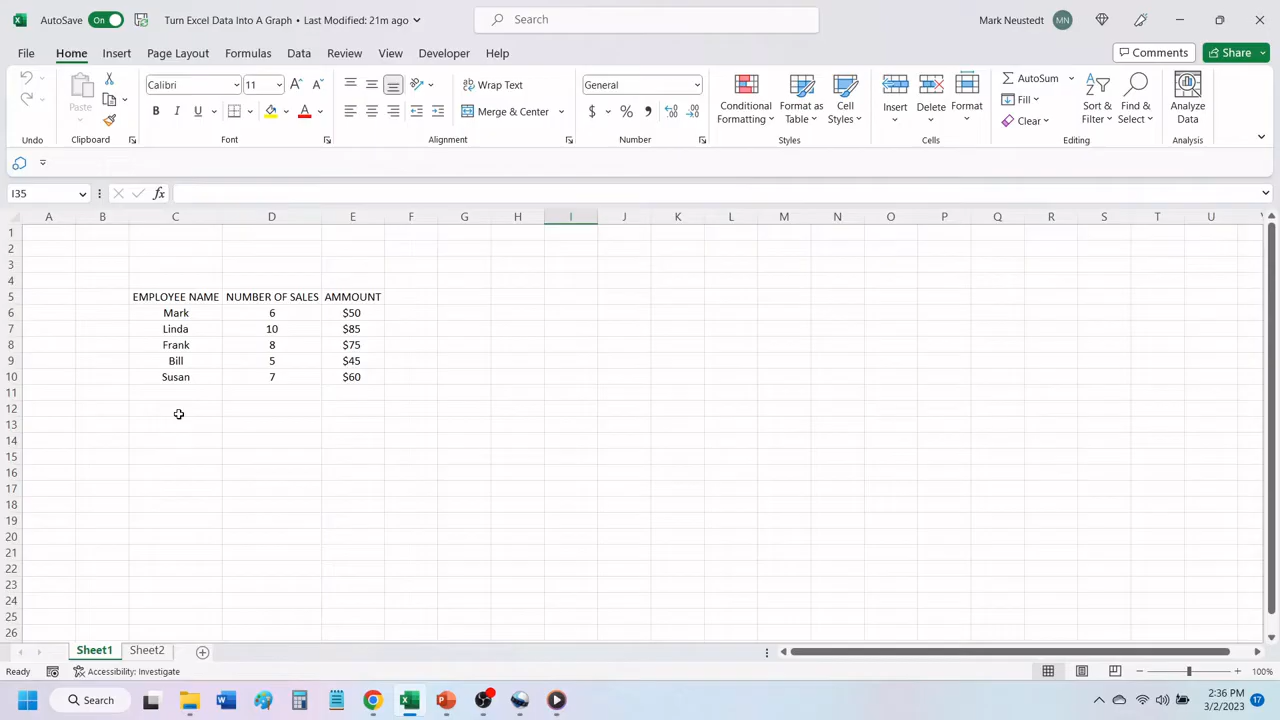 AutoSave On Turn Excel Data Into A Graph • Last Modified: 21m ago Search Mark Neustedt MN
File Home Insert Page Layout Formulas Data Review View Developer Help Comments Share
Paste Calibri 11 Wrap Text General Conditional Formatting Format as Table Cell Styles Insert Delete Format AutoSum Sort & Filter Find & Select Analyze Data
B I U A Merge & Center $ % Fill
Clear
Undo Clipboard Font Alignment Number Styles Cells Editing Analysis
I35 fx
A B C D E F G H I J K L M N O P Q R S T U
1
2
3
4
5 EMPLOYEE NAME NUMBER OF SALES AMMOUNT
6 Mark 6 $50
7 Linda 10 $85
8 Frank 8 $75
9 Bill 5 $45
10 Susan 7 $60
11
12
13
14
15
16
17
18
19
20
21
22
23
24
25
26
Sheet1 Sheet2
Ready Accessibility: Investigate 100%
Search 2:36 PM
3/2/2023 17